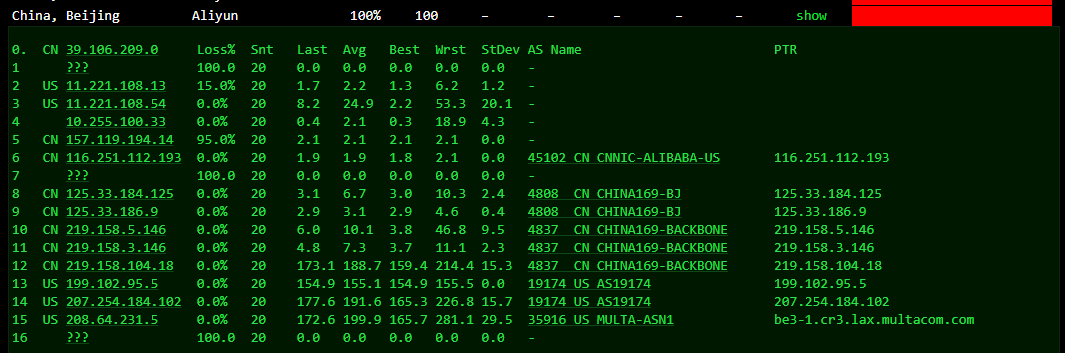 China, Beijing Aliyun 100% 100 – – – – – show
0. CN 39.106.209.0 Loss% Snt Last Avg Best Wrst StDev AS Name PTR
1 ??? 100.0 20 0.0 0.0 0.0 0.0 0.0 -
2 US 11.221.108.13 15.0% 20 1.7 2.2 1.3 6.2 1.2 -
3 US 11.221.108.54 0.0% 20 8.2 24.9 2.2 53.3 20.1 -
4 10.255.100.33 0.0% 20 0.4 2.1 0.3 18.9 4.3 -
5 CN 157.119.194.14 95.0% 20 2.1 2.1 2.1 2.1 0.0 -
6 CN 116.251.112.193 0.0% 20 1.9 1.9 1.8 2.1 0.0 45102 CN CNNIC-ALIBABA-US 116.251.112.193
7 ??? 100.0 20 0.0 0.0 0.0 0.0 0.0 -
8 CN 125.33.184.125 0.0% 20 3.1 6.7 3.0 10.3 2.4 4808 CN CHINA169-BJ 125.33.184.125
9 CN 125.33.186.9 0.0% 20 2.9 3.1 2.9 4.6 0.4 4808 CN CHINA169-BJ 125.33.186.9
10 CN 219.158.5.146 0.0% 20 6.0 10.1 3.8 46.8 9.5 4837 CN CHINA169-BACKBONE 219.158.5.146
11 CN 219.158.3.146 0.0% 20 4.8 7.3 3.7 11.1 2.3 4837 CN CHINA169-BACKBONE 219.158.3.146
12 CN 219.158.104.18 0.0% 20 173.1 188.7 159.4 214.4 15.3 4837 CN CHINA169-BACKBONE 219.158.104.18
13 US 199.102.95.5 0.0% 20 154.9 155.1 154.9 155.5 0.0 19174 US AS19174 199.102.95.5
14 US 207.254.184.102 0.0% 20 177.6 191.6 165.3 226.8 15.7 19174 US AS19174 207.254.184.102
15 US 208.64.231.5 0.0% 20 172.6 199.9 165.7 281.1 29.5 35916 US MULTA-ASN1 be3-1.cr3.lax.multacom.com
16 ??? 100.0 20 0.0 0.0 0.0 0.0 0.0 -